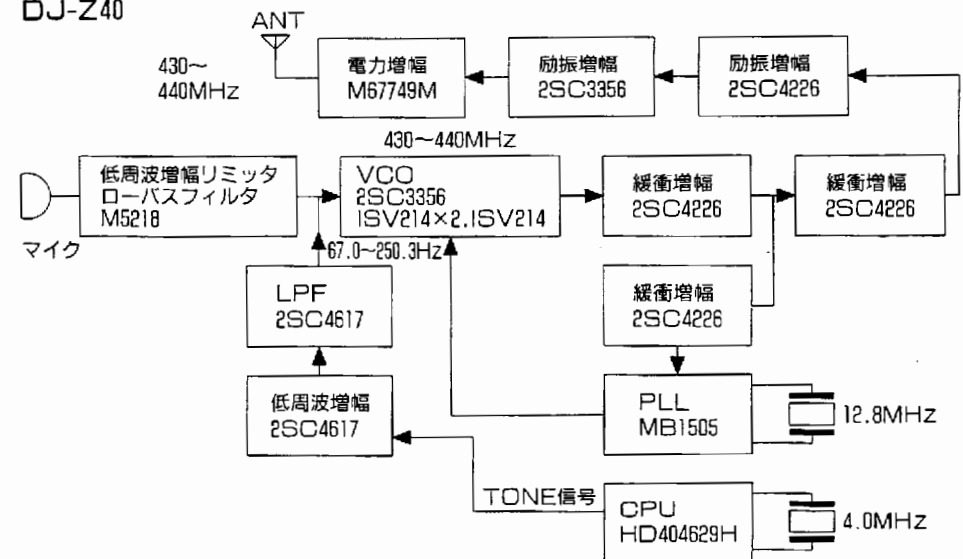 DJ-Z40
ANT
430～
440MHz
電力増幅
M67749M
励振増幅
2SC3356
励振増幅
2SC4226
430～440MHz
低周波増幅リミッタ
ローパスフィルタ
M5218
マイク
VCO
2SC3356
1SV214×2.1SV214
緩衝増幅
2SC4226
緩衝増幅
2SC4226
67.0～250.3Hz
LPF
2SC4617
緩衝増幅
2SC4226
低周波増幅
2SC4617
PLL
MB1505
12.8MHz
TONE信号
CPU
HD404629H
4.0MHz